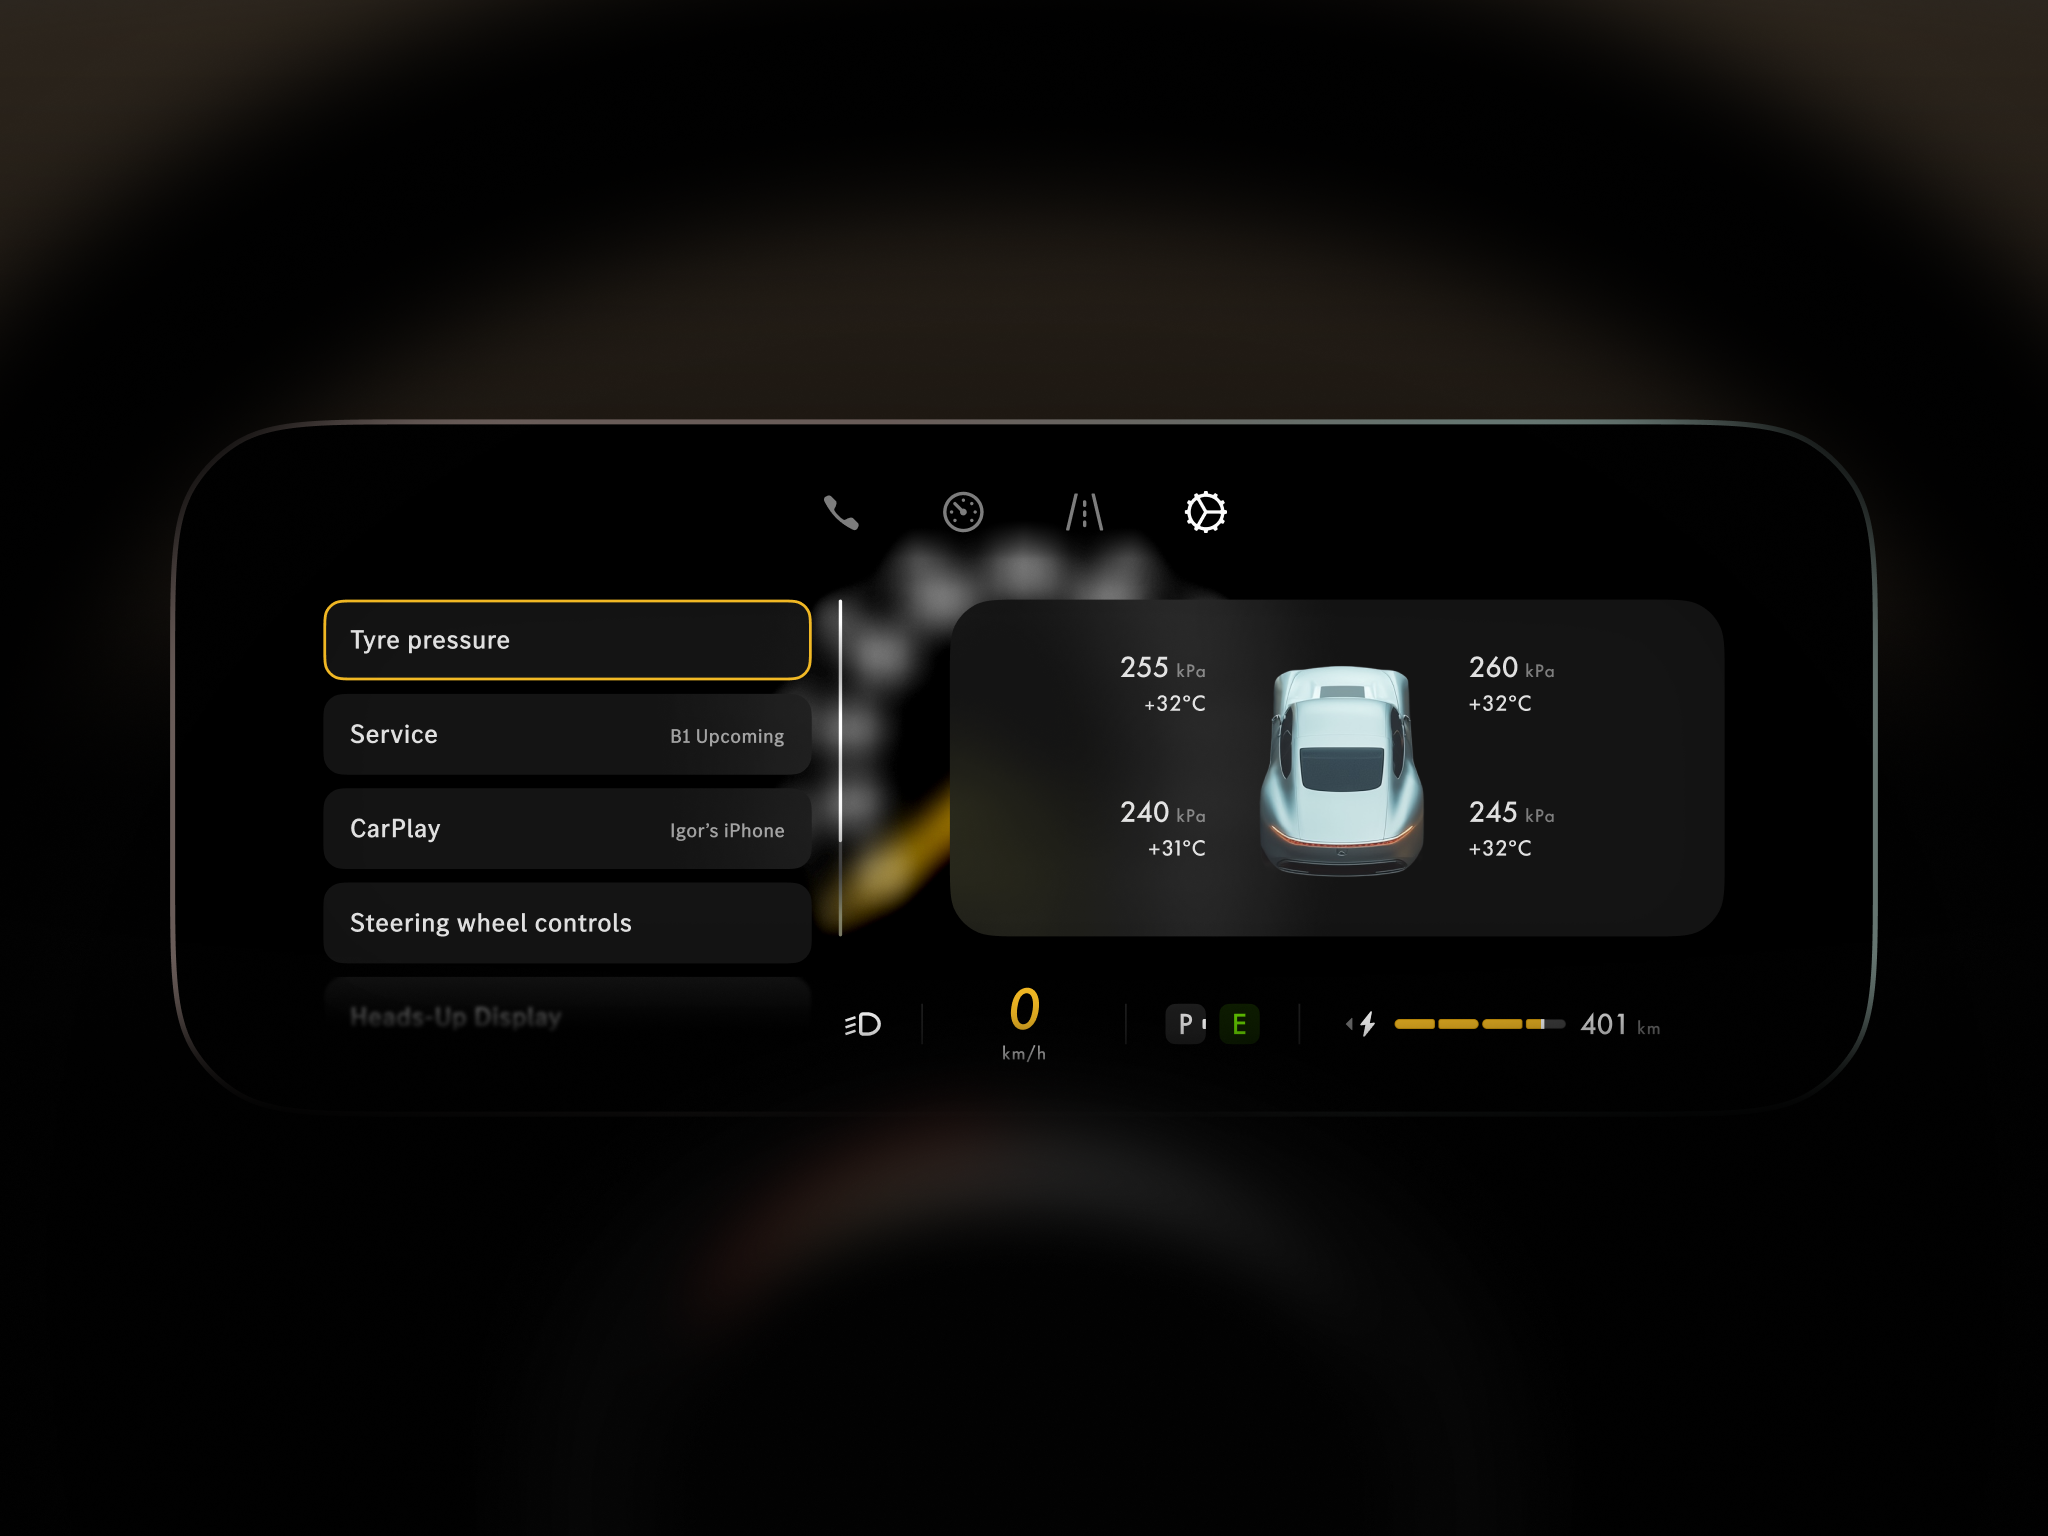 Tyre pressure
Service B1 Upcoming
CarPlay Igor’s iPhone
Steering wheel controls
Heads-Up Display
255 kPa
+32°C
260 kPa
+32°C
240 kPa
+31°C
245 kPa
+32°C
0
km/h
P E
401 km